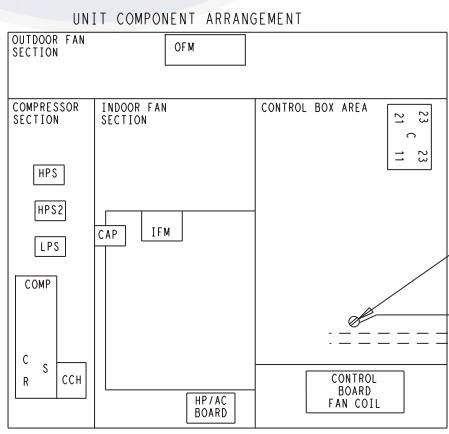 UNIT COMPONENT ARRANGEMENT
OUTDOOR FAN
SECTION
OFM
COMPRESSOR
SECTION
INDOOR FAN
SECTION
CONTROL BOX AREA
21 23
C
11 23
HPS
HPS2
LPS
CAP
IFM
COMP
C
S
R
CCH
HP/AC
BOARD
CONTROL
BOARD
FAN COIL